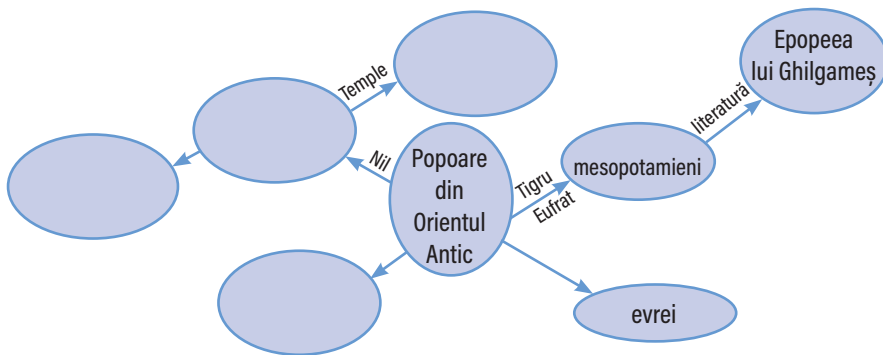 Temple
Nil
Popoare
din
Orientul
Antic
Tigru
Eufrat
mesopotamieni
literatură
Epopeea
lui Ghilgameș
evrei